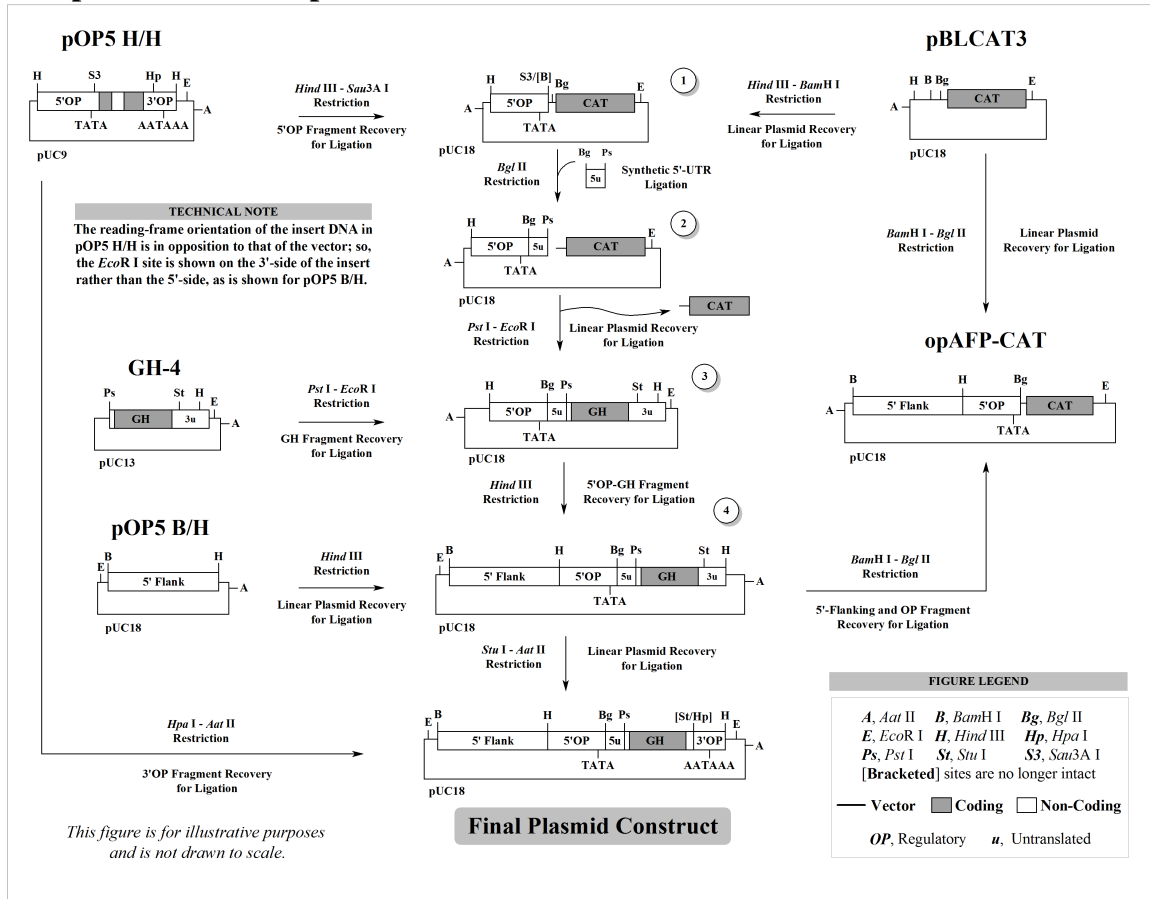 pOP5 H/H
H S3 Hp H E
5'OP 3'OP
A
TATA AATAAA
pUC9
Hind III - Sau3A I
Restriction
5'OP Fragment Recovery
for Ligation
S3/[B]
H Bg E
5'OP CAT
A
TATA
pUC18
1
Hind III - BamH I
Restriction
Linear Plasmid Recovery
for Ligation
pBLCAT3
H B Bg E
CAT
A
pUC18
Bgl II
Restriction
Bg Ps
5u
Synthetic 5'-UTR
Ligation
TECHNICAL NOTE
The reading-frame orientation of the insert DNA in
pOP5 H/H is in opposition to that of the vector; so,
the EcoR I site is shown on the 3'-side of the insert
rather than the 5'-side, as is shown for pOP5 B/H.
2
H Bg Ps E
5'OP 5u CAT
A
TATA
pUC18
BamH I - Bgl II
Restriction
Linear Plasmid
Recovery for Ligation
Pst I - EcoR I
Restriction
Linear Plasmid Recovery
for Ligation
CAT
GH-4
Ps St H E
GH 3u
A
pUC13
Pst I - EcoR I
Restriction
GH Fragment Recovery
for Ligation
3
H Bg Ps St H E
5'OP 5u GH 3u
A
TATA
pUC18
opAFP-CAT
B H Bg E
5' Flank 5'OP CAT
A
TATA
pUC18
Hind III
Restriction
5'OP-GH Fragment
Recovery for Ligation
pOP5 B/H
E B H
5' Flank
A
pUC18
Hind III
Restriction
Linear Plasmid Recovery
for Ligation
4
E B H Bg Ps St H
5' Flank 5'OP 5u GH 3u
A
TATA
pUC18
BamH I - Bgl II
Restriction
5'-Flanking and OP Fragment
Recovery for Ligation
Stu I - Aat II
Restriction
Linear Plasmid Recovery
for Ligation
Hpa I - Aat II
Restriction
3'OP Fragment Recovery
for Ligation
E B H Bg Ps [St/Hp] H E
5' Flank 5'OP 5u GH 3'OP
A
TATA AATAAA
pUC18
Final Plasmid Construct
This figure is for illustrative purposes
and is not drawn to scale.
FIGURE LEGEND
A, Aat II B, BamH I Bg, Bgl II
E, EcoR I H, Hind III Hp, Hpa I
Ps, Pst I St, Stu I S3, Sau3A I
[Bracketed] sites are no longer intact
Vector Coding Non-Coding
OP, Regulatory u, Untranslated